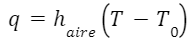 q = h_aire (T − T_0)